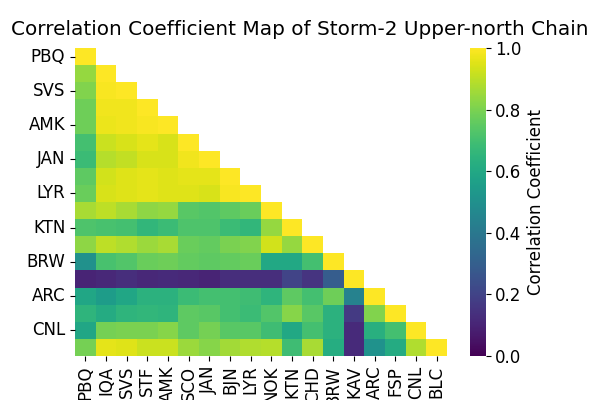 Correlation Coefficient Map of Storm-2 Upper-north Chain
PBQ
SVS
AMK
JAN
LYR
KTN
BRW
ARC
CNL
1.0
0.8
0.6
0.4
0.2
0.0
Correlation Coefficient
PBQ
IQA
SVS
STF
AMK
SCO
JAN
BJN
LYR
NOK
KTN
CHD
BRW
KAV
ARC
FSP
CNL
BLC